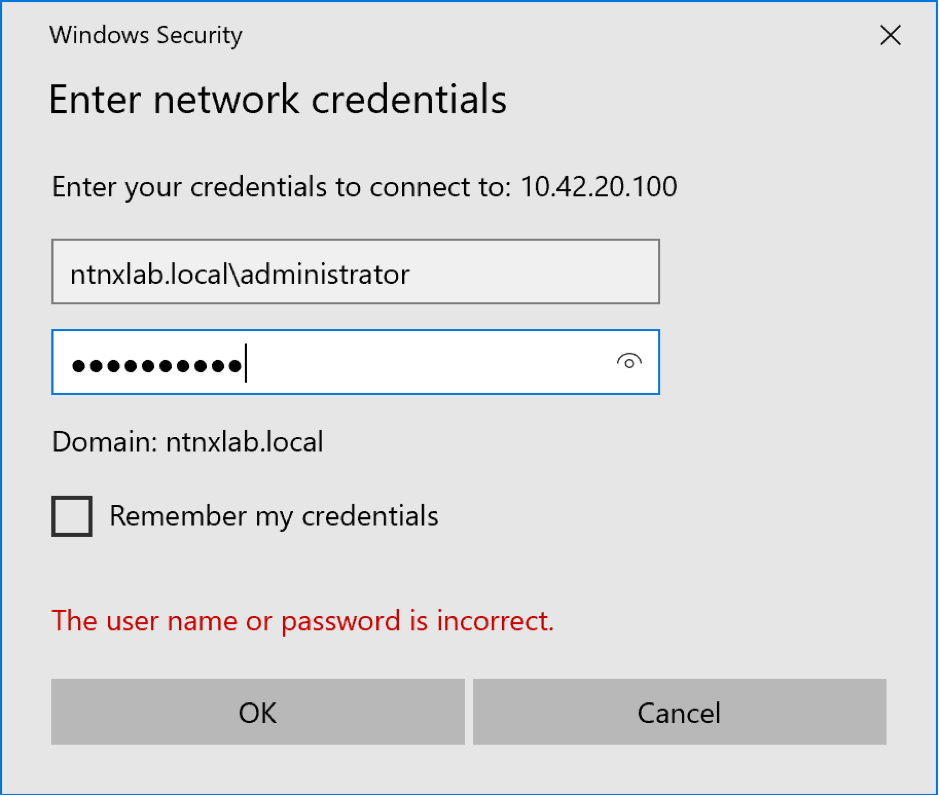 Windows Security
Enter network credentials
Enter your credentials to connect to: 10.42.20.100
ntnxlab.local\administrator
●●●●●●●●●●
Domain: ntnxlab.local
Remember my credentials
The user name or password is incorrect.
OK
Cancel